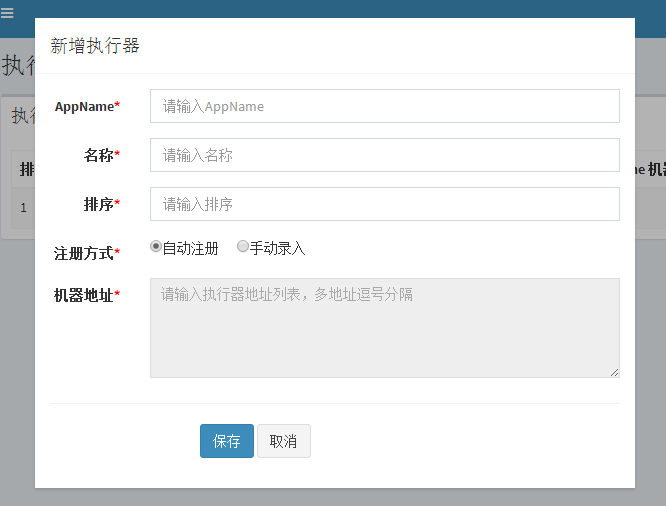 执行
新增执行器
执行
AppName*
请输入AppName
名称*
请输入名称
排
me 机器
排序*
请输入排序
1
注册方式*
自动注册
手动录入
机器地址*
请输入执行器地址列表，多地址逗号分隔
保存
取消